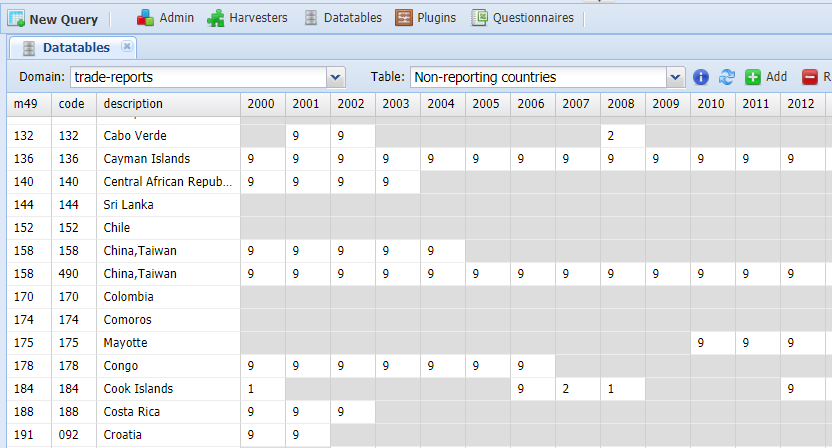 New Query Admin Harvesters Datatables Plugins Questionnaires
Datatables
Domain: trade-reports Table: Non-reporting countries Add R
m49 code description 2000 2001 2002 2003 2004 2005 2006 2007 2008 2009 2010 2011 2012
132 132 Cabo Verde 9 9 2
136 136 Cayman Islands 9 9 9 9 9 9 9 9 9 9 9 9 9
140 140 Central African Repub... 9 9 9 9
144 144 Sri Lanka
152 152 Chile
158 158 China,Taiwan 9 9 9 9 9
158 490 China,Taiwan 9 9 9 9 9 9 9 9 9 9 9 9 9
170 170 Colombia
174 174 Comoros
175 175 Mayotte 9 9 9
178 178 Congo 9 9 9 9 9 9 9
184 184 Cook Islands 1 9 2 1 9
188 188 Costa Rica 9 9 9
191 092 Croatia 9 9